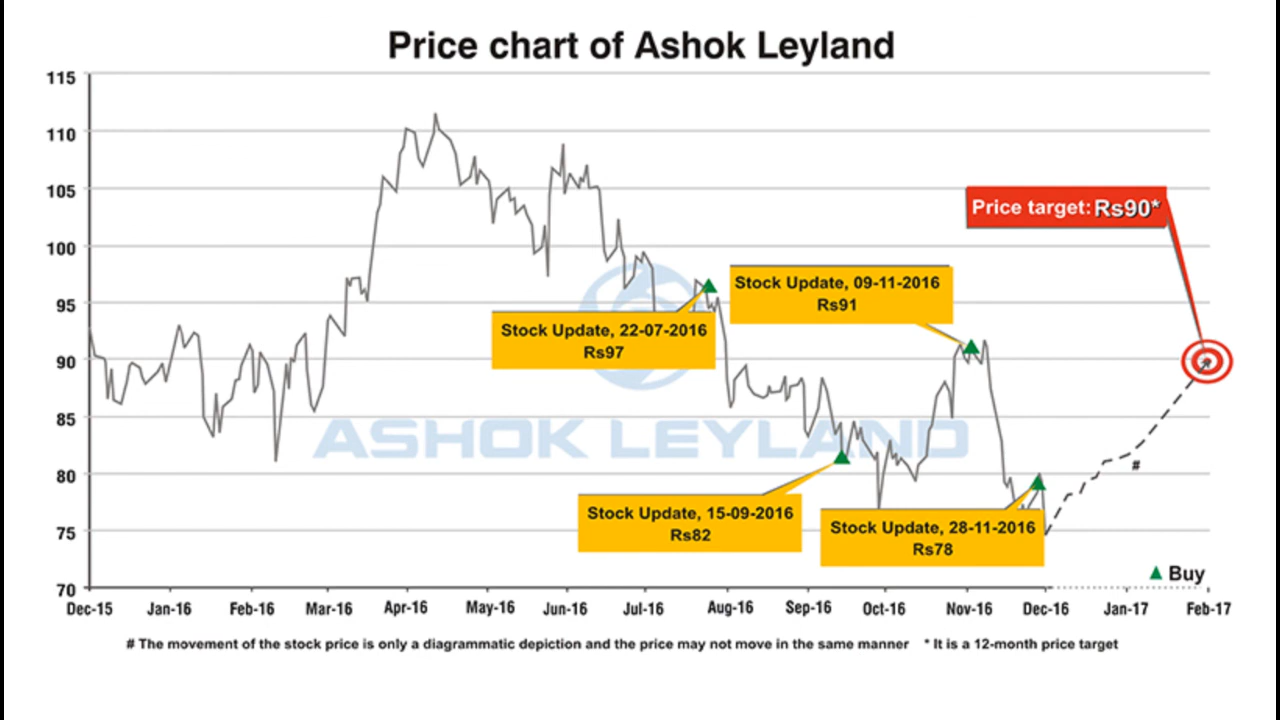 Price chart of Ashok Leyland
115
110
105
100
95
90
85
80
75
70
Price target: Rs90*
Stock Update, 09-11-2016
Rs91
Stock Update, 22-07-2016
Rs97
ASHOK LEYLAND
#
Stock Update, 15-09-2016
Rs82
Stock Update, 28-11-2016
Rs78
Buy
Dec-15 Jan-16 Feb-16 Mar-16 Apr-16 May-16 Jun-16 Jul-16 Aug-16 Sep-16 Oct-16 Nov-16 Dec-16 Jan-17 Feb-17
# The movement of the stock price is only a diagrammatic depiction and the price may not move in the same manner * It is a 12-month price target